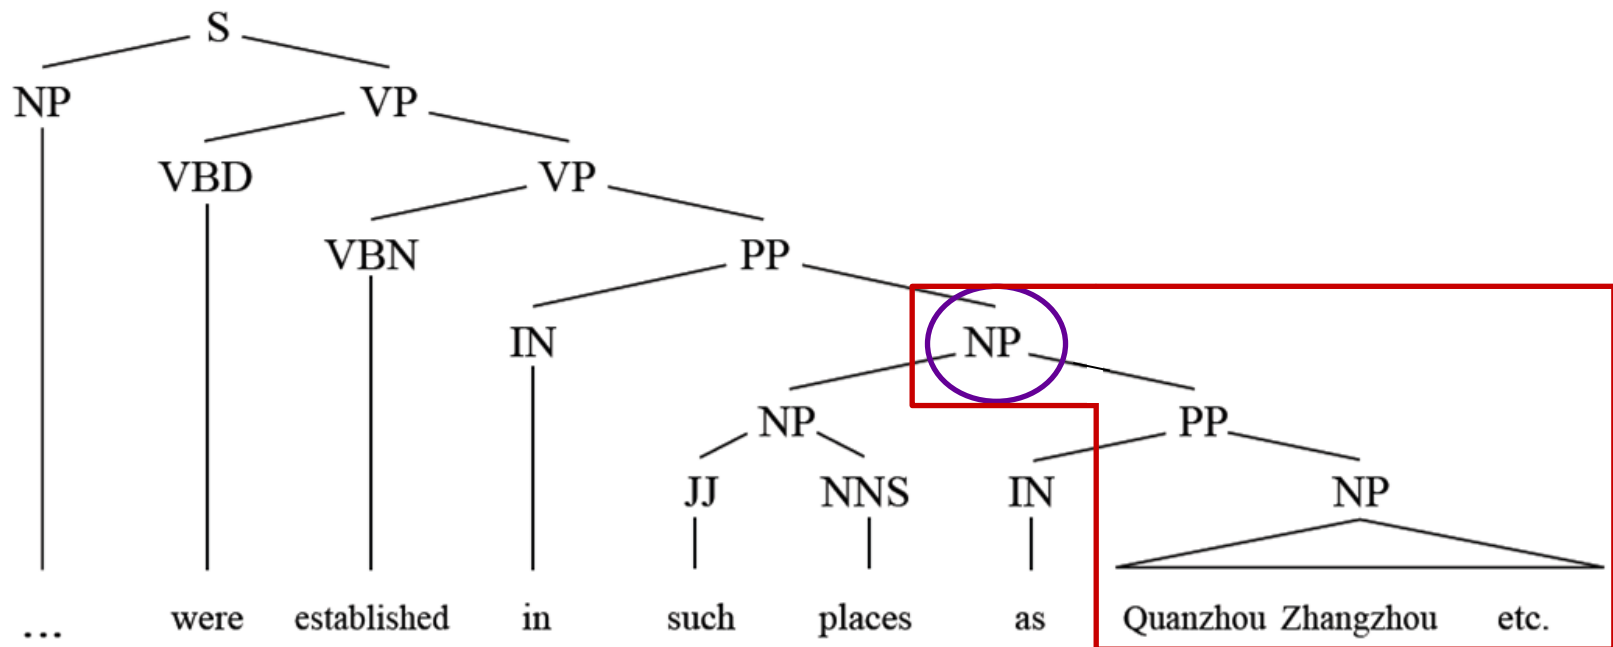 S
NP VP
VBD VP
VBN PP
IN NP
NP PP
JJ NNS IN NP
... were established in such places as Quanzhou Zhangzhou etc.